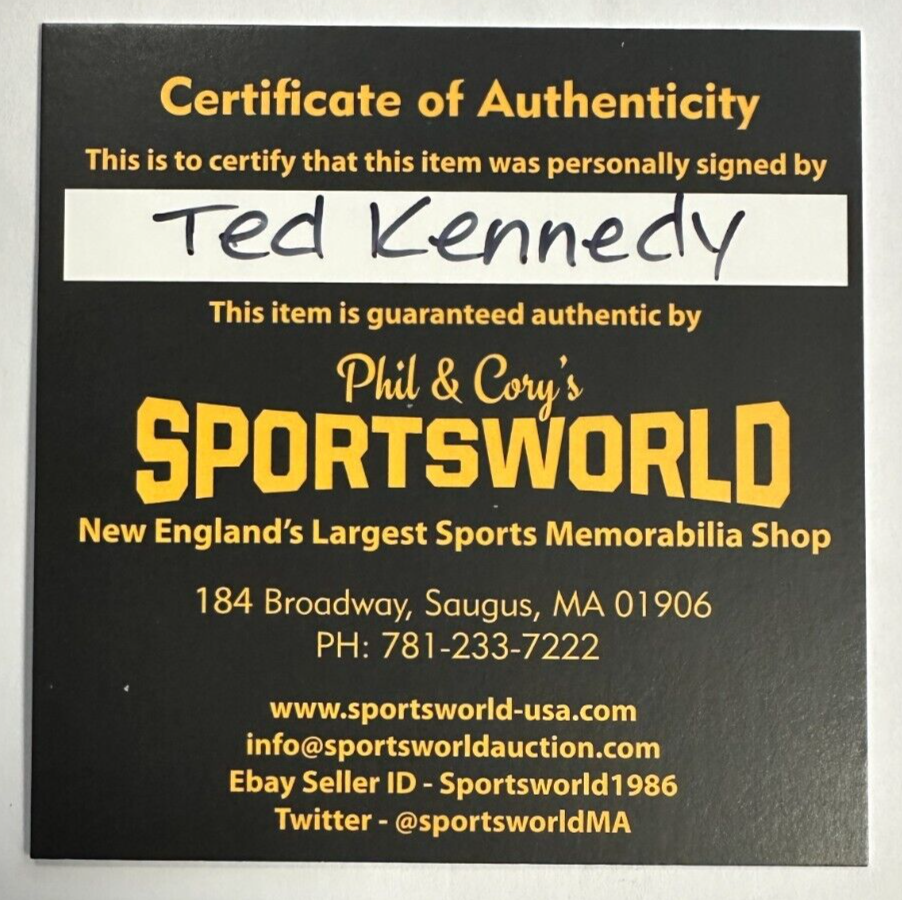 Certificate of Authenticity
This is to certify that this item was personally signed by
Ted Kennedy
This item is guaranteed authentic by
Phil & Cory's
SPORTSWORLD
New England's Largest Sports Memorabilia Shop
184 Broadway, Saugus, MA 01906
PH: 781-233-7222
www.sportsworld-usa.com
info@sportsworldauction.com
Ebay Seller ID - Sportsworld1986
Twitter - @sportsworldMA